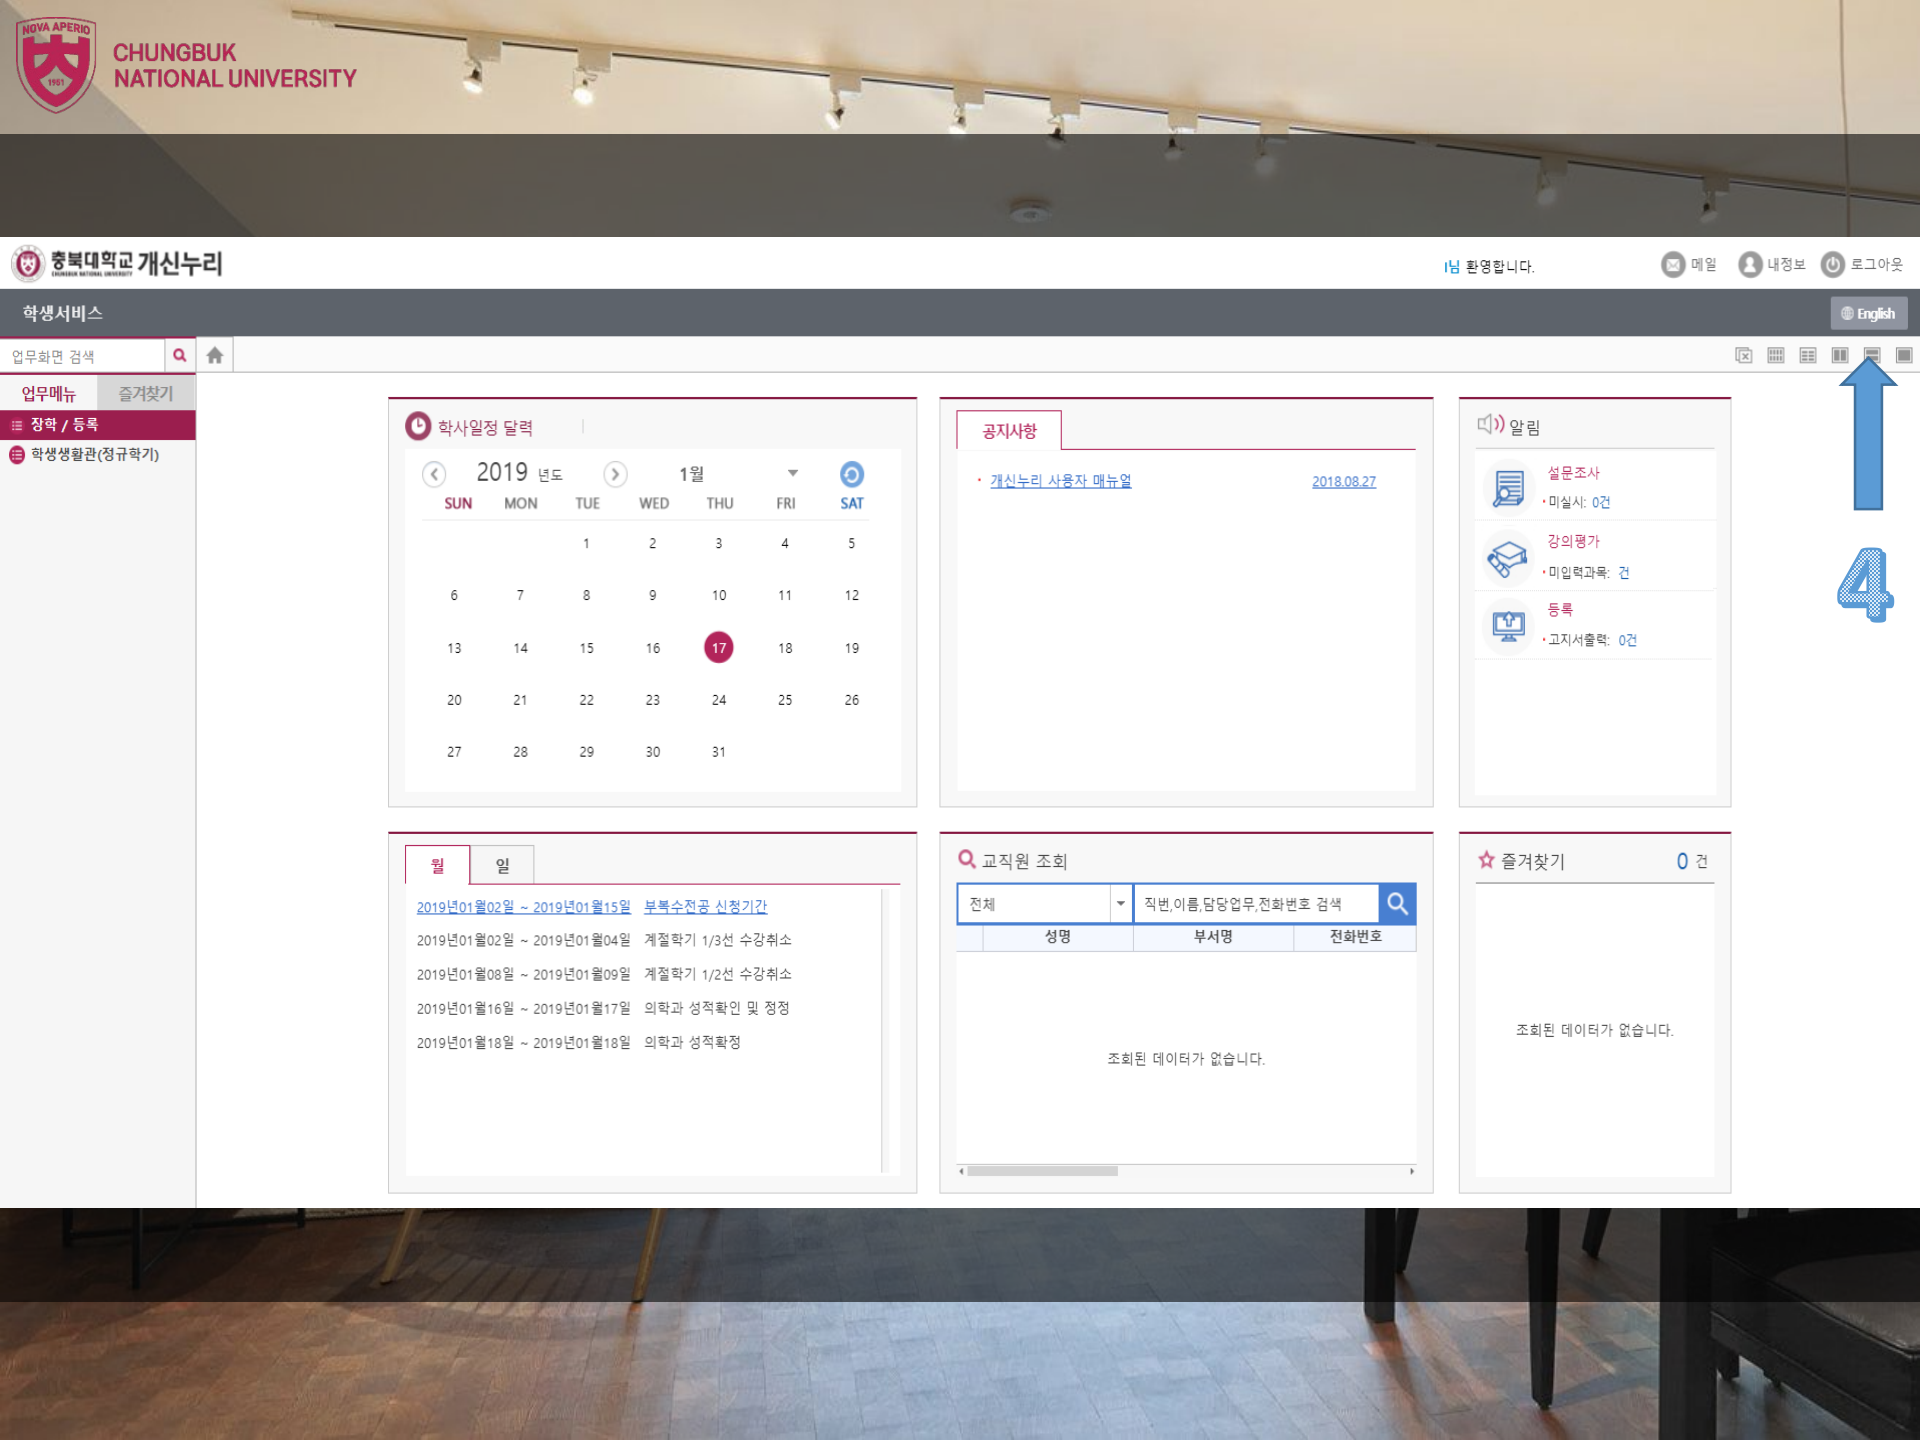 NOVA APERIO
1951
CHUNGBUK
NATIONAL UNIVERSITY
충북대학교 개신누리
CHUNGBUK NATIONAL UNIVERSITY
님 환영합니다.
메일
내정보
로그아웃
학생서비스
English
업무화면 검색
업무메뉴
즐겨찾기
장학 / 등록
학생생활관(정규학기)
학사일정 달력
2019 년도
1월
SUN MON TUE WED THU FRI SAT
1 2 3 4 5
6 7 8 9 10 11 12
13 14 15 16 17 18 19
20 21 22 23 24 25 26
27 28 29 30 31
공지사항
· 개신누리 사용자 매뉴얼 2018.08.27
알림
설문조사
· 미실시: 0건
강의평가
· 미입력과목: 건
등록
· 고지서출력: 0건
4
월 일
2019년01월02일 ~ 2019년01월15일 부복수전공 신청기간
2019년01월02일 ~ 2019년01월04일 계절학기 1/3선 수강취소
2019년01월08일 ~ 2019년01월09일 계절학기 1/2선 수강취소
2019년01월16일 ~ 2019년01월17일 의학과 성적확인 및 정정
2019년01월18일 ~ 2019년01월18일 의학과 성적확정
교직원 조회
전체
직번,이름,담당업무,전화번호 검색
성명 부서명 전화번호
조회된 데이터가 없습니다.
즐겨찾기 0 건
조회된 데이터가 없습니다.